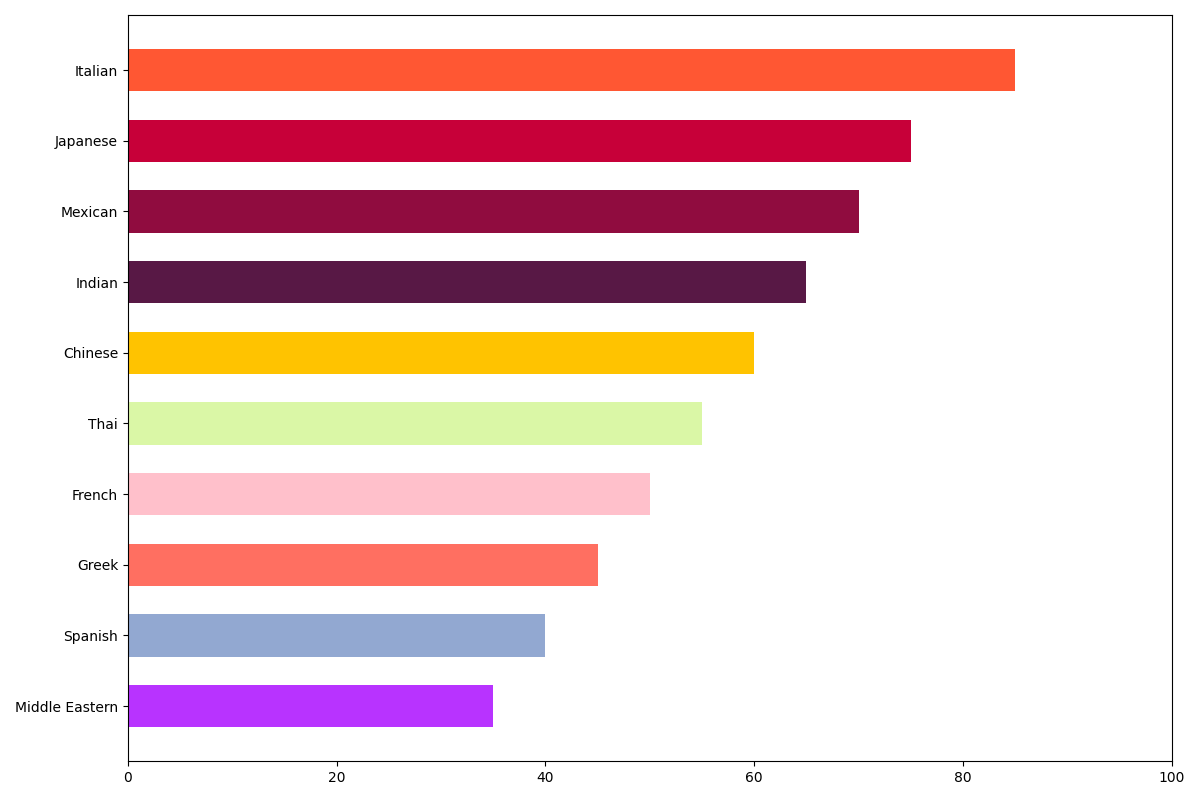 Italian
Japanese
Mexican
Indian
Chinese
Thai
French
Greek
Spanish
Middle Eastern
0 20 40 60 80 100